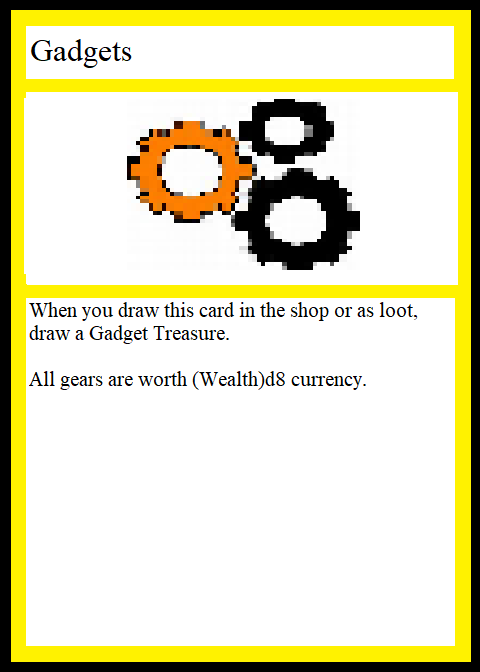 Gadgets
When you draw this card in the shop or as loot,
draw a Gadget Treasure.
All gears are worth (Wealth)d8 currency.